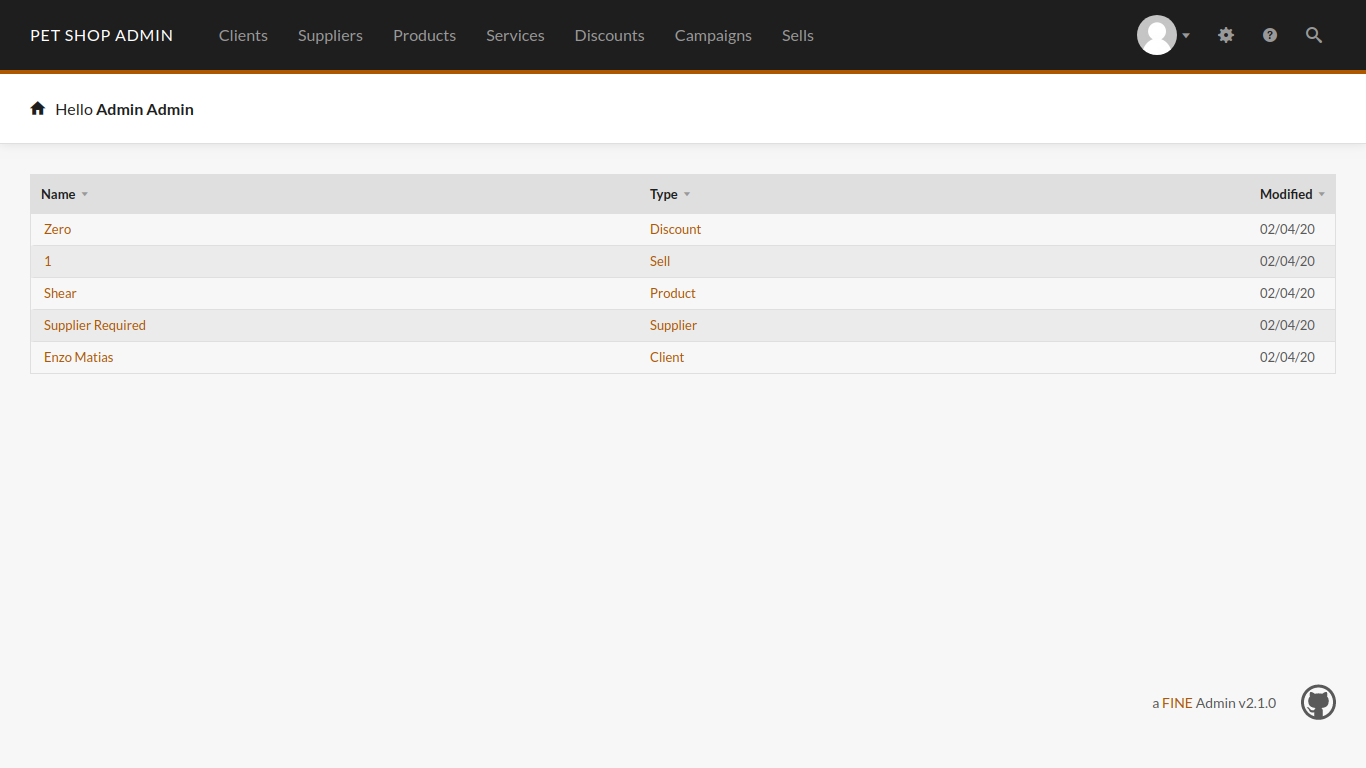 PET SHOP ADMIN Clients Suppliers Products Services Discounts Campaigns Sells
Hello Admin Admin
Name Type Modified
Zero Discount 02/04/20
1 Sell 02/04/20
Shear Product 02/04/20
Supplier Required Supplier 02/04/20
Enzo Matias Client 02/04/20
a FINE Admin v2.1.0